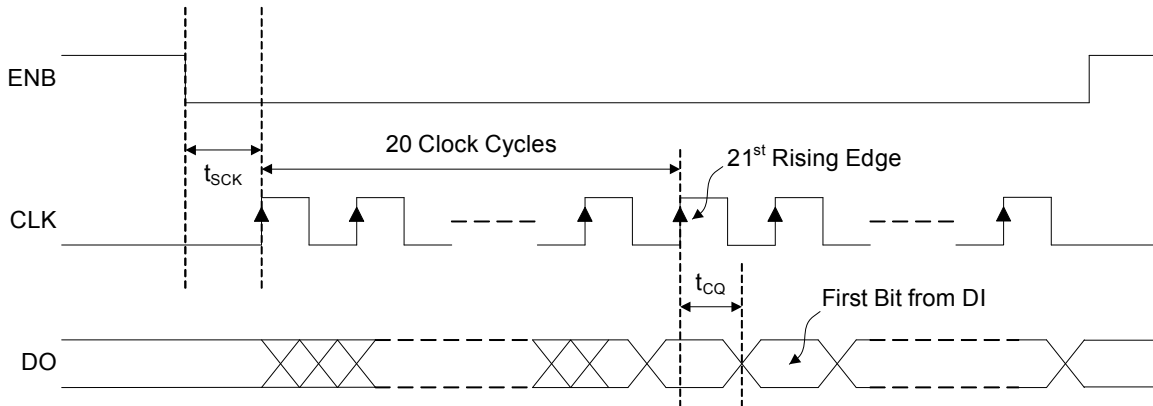 ENB
20 Clock Cycles
21st Rising Edge
tSCK
CLK
tCQ
First Bit from DI
DO